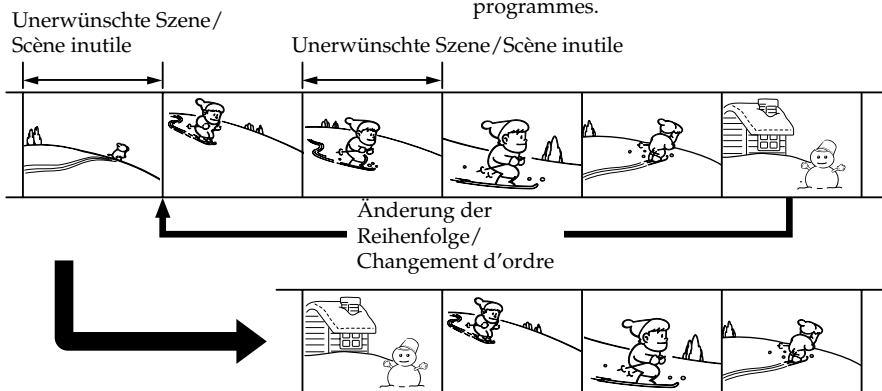 programmes.
Unerwünschte Szene/
Scène inutile
Unerwünschte Szene/Scène inutile
Änderung der
Reihenfolge/
Changement d’ordre